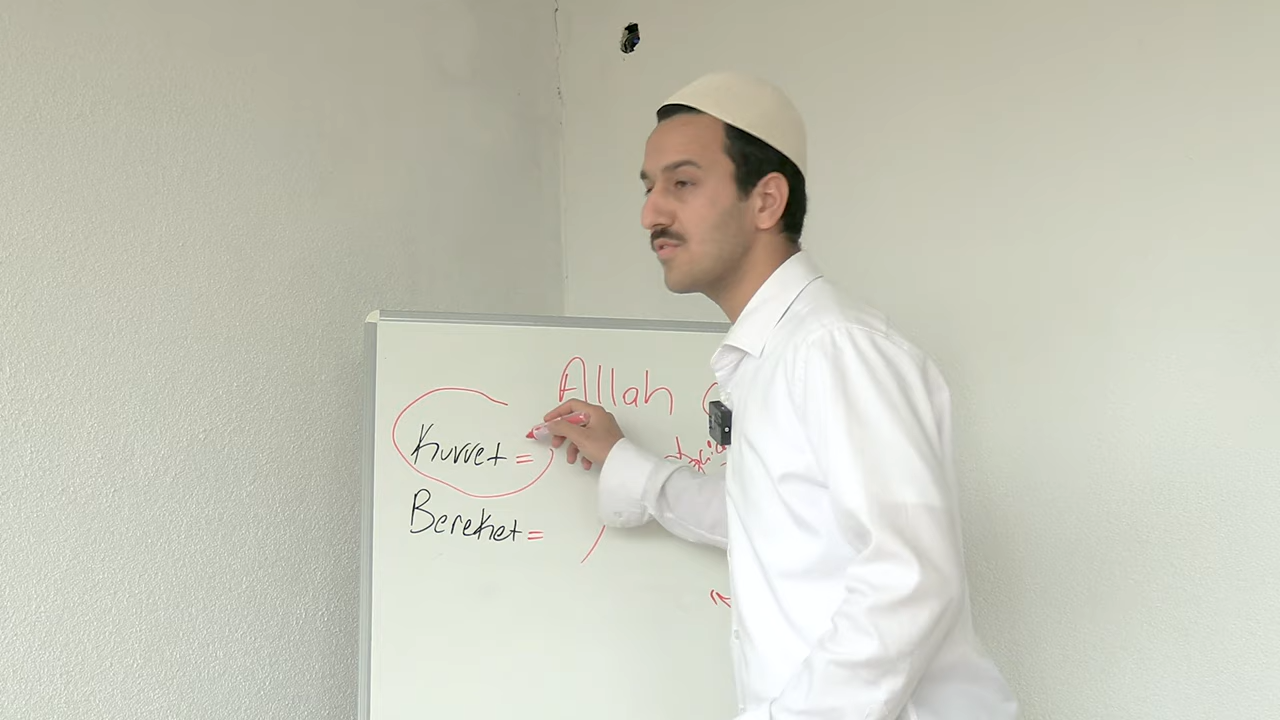 Allah
Kuvvet =
Bereket =